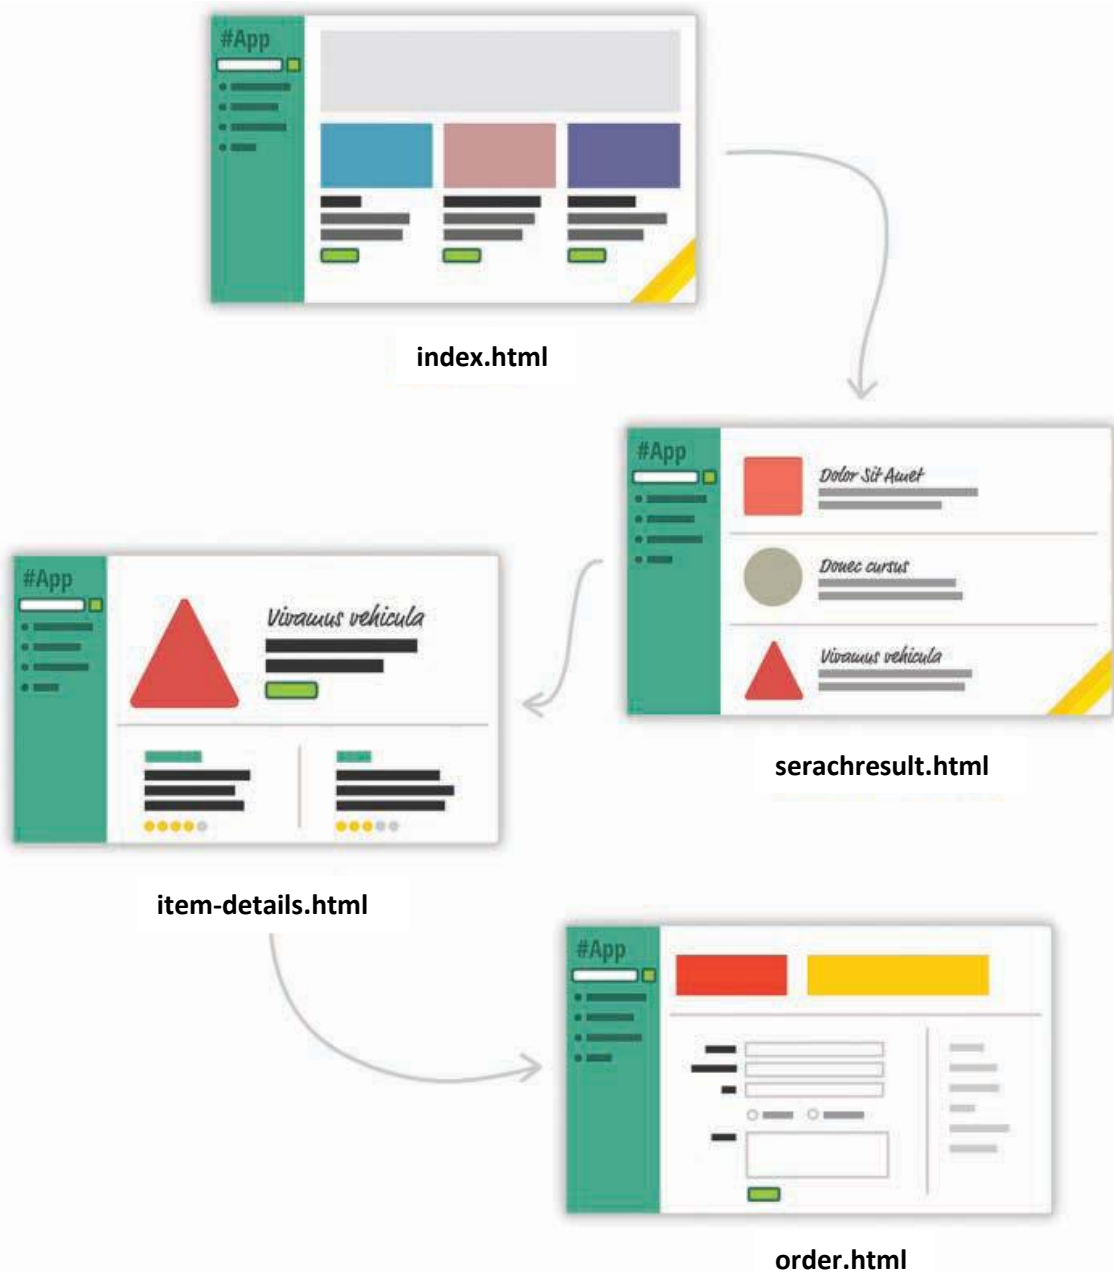 #App
index.html
#App
Dolor Sit Amet
Donec cursus
Vivamus vehicula
serachresult.html
#App
Vivamus vehicula
item-details.html
#App
order.html